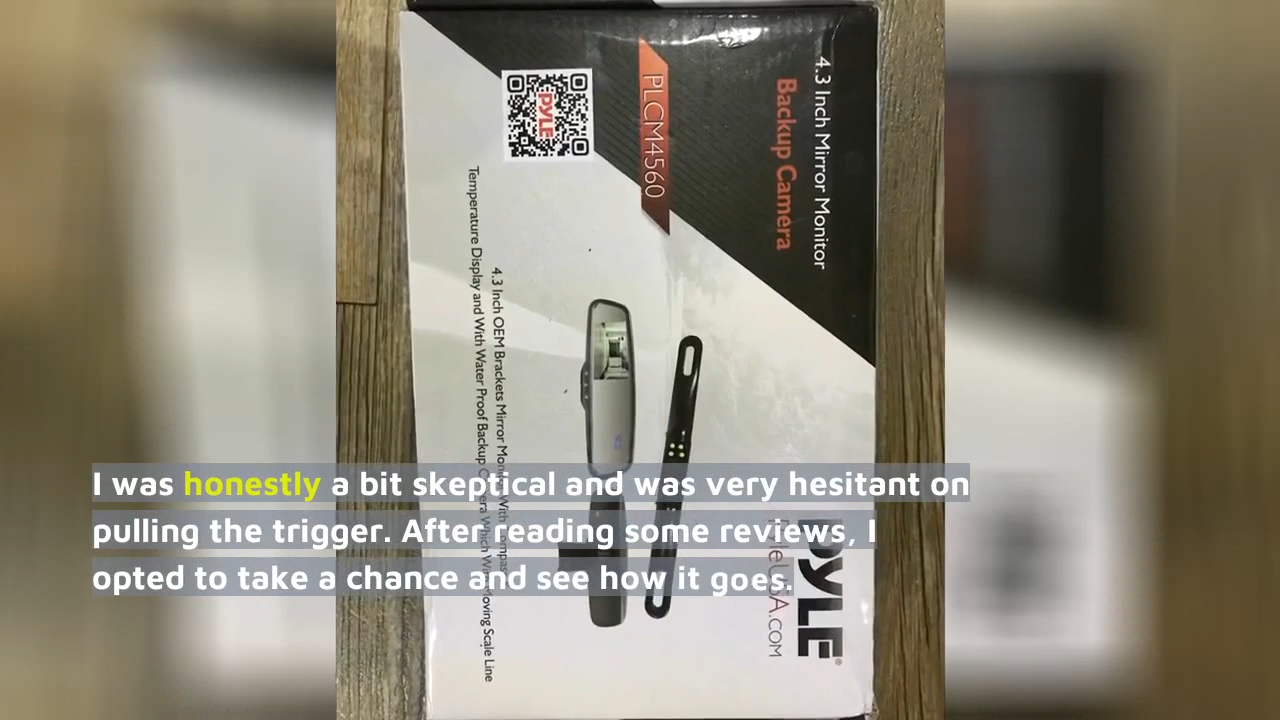 4.3 Inch Mirror Monitor
Backup Camera
PLCM4560
PYLE
4.3 Inch OEM Brackets Mirror Monitor With Compass
Temperature Display and With Water Proof Backup Camera Which With Moving Scale Line
PYLE®
PyleUSA.COM
I was honestly a bit skeptical and was very hesitant on
pulling the trigger. After reading some reviews, I
opted to take a chance and see how it goes.